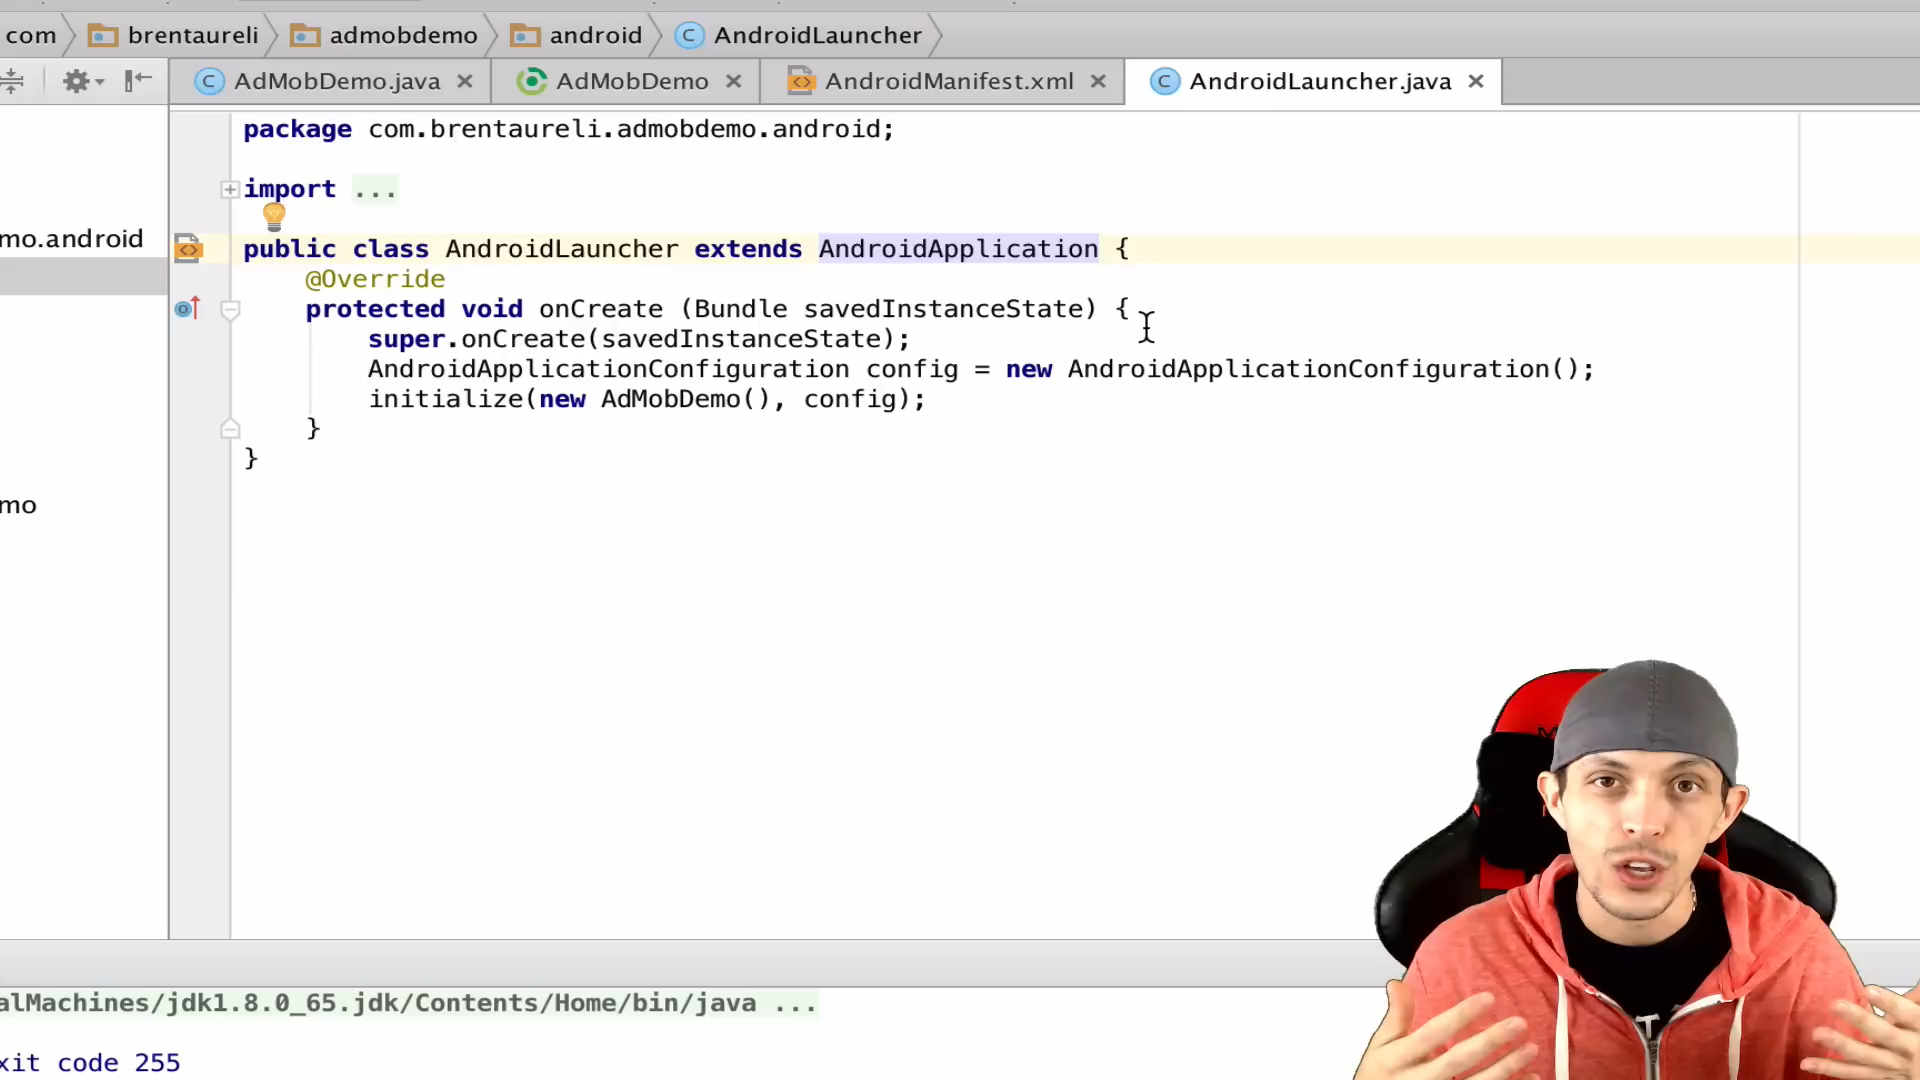 com brentaureli admobdemo android AndroidLauncher
AdMobDemo.java AdMobDemo AndroidManifest.xml AndroidLauncher.java
package com.brentaureli.admobdemo.android;
import ...
mo.android
public class AndroidLauncher extends AndroidApplication {
@Override
protected void onCreate (Bundle savedInstanceState) {
super.onCreate(savedInstanceState);
AndroidApplicationConfiguration config = new AndroidApplicationConfiguration();
initialize(new AdMobDemo(), config);
}
}
mo
alMachines/jdk1.8.0_65.jdk/Contents/Home/bin/java ...
xit code 255